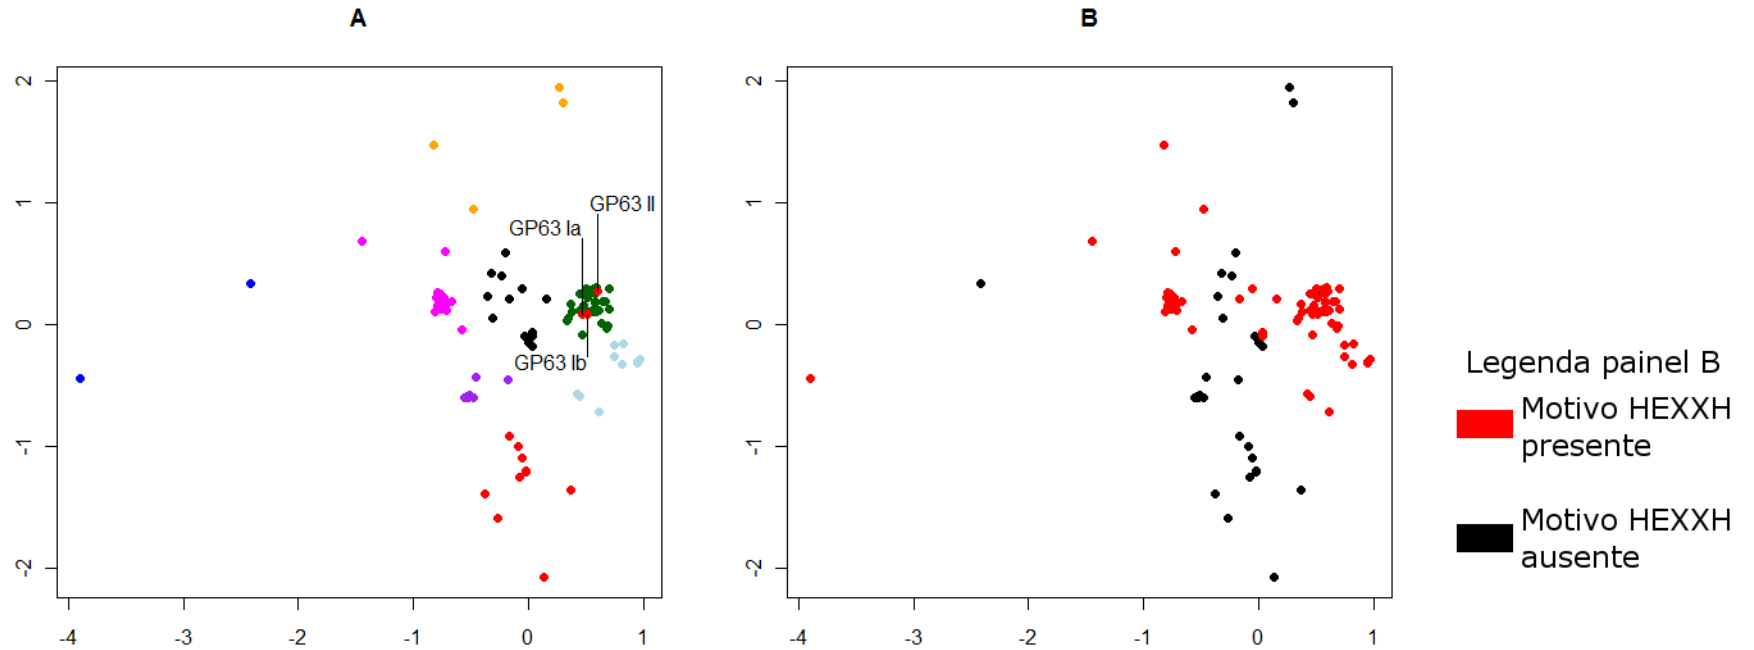 A
B
2
1
0
-1
-2
GP63 II
GP63 Ia
GP63 Ib
-4
-3
-2
-1
0
1
2
1
0
-1
-2
-4
-3
-2
-1
0
1
Legenda painel B
Motivo HEXXH
presente
Motivo HEXXH
ausente